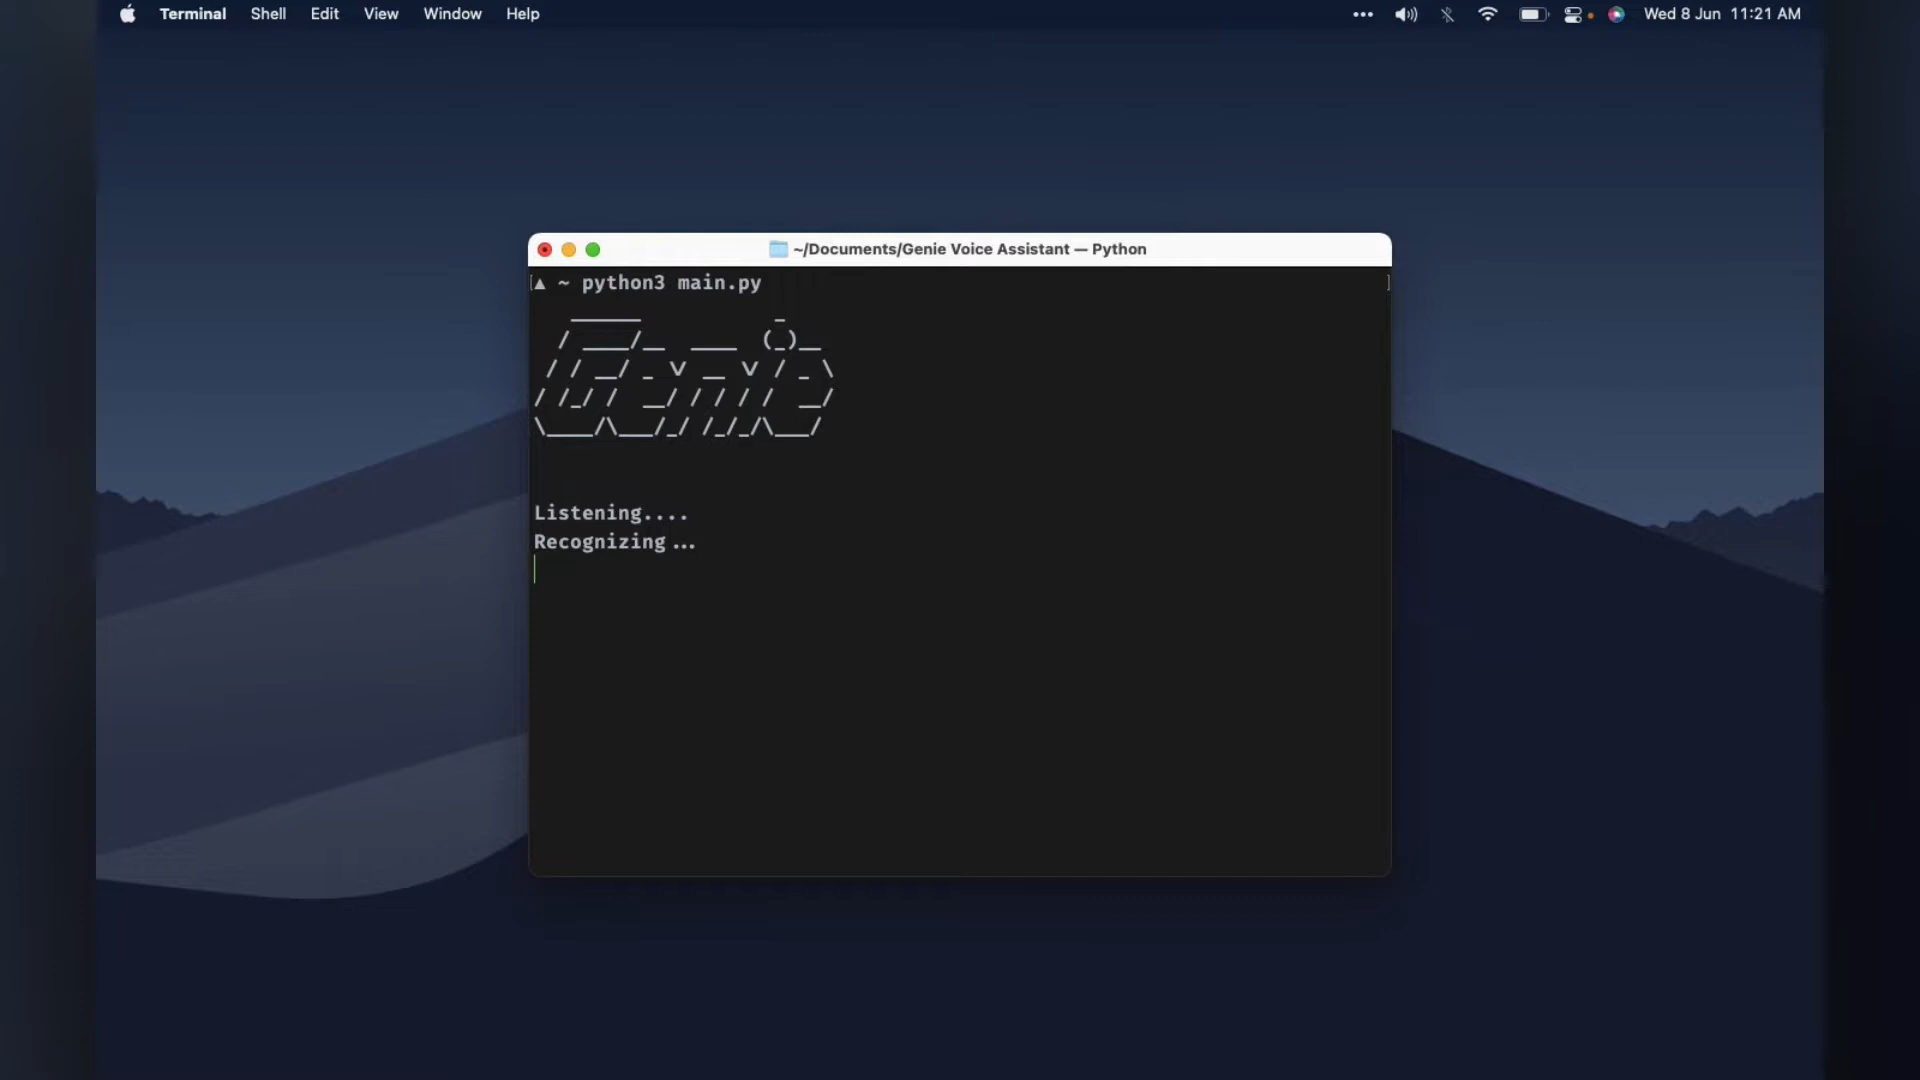 Terminal Shell Edit View Window Help Wed 8 Jun 11:21 AM
~/Documents/Genie Voice Assistant — Python
▲ ~ python3 main.py
Genie
Listening....
Recognizing...